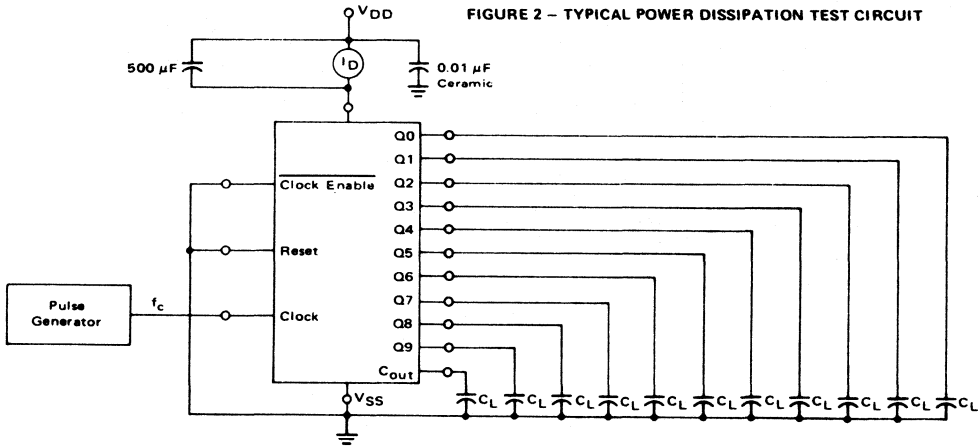 FIGURE 2 – TYPICAL POWER DISSIPATION TEST CIRCUIT
VDD
500 µF
ID
0.01 µF
Ceramic
Q0
Q1
Clock Enable
Q2
Q3
Q4
Reset
Q5
Q6
Pulse
Generator
fc
Clock
Q7
Q8
Q9
Cout
VSS
CL CL CL CL CL CL CL CL CL CL CL